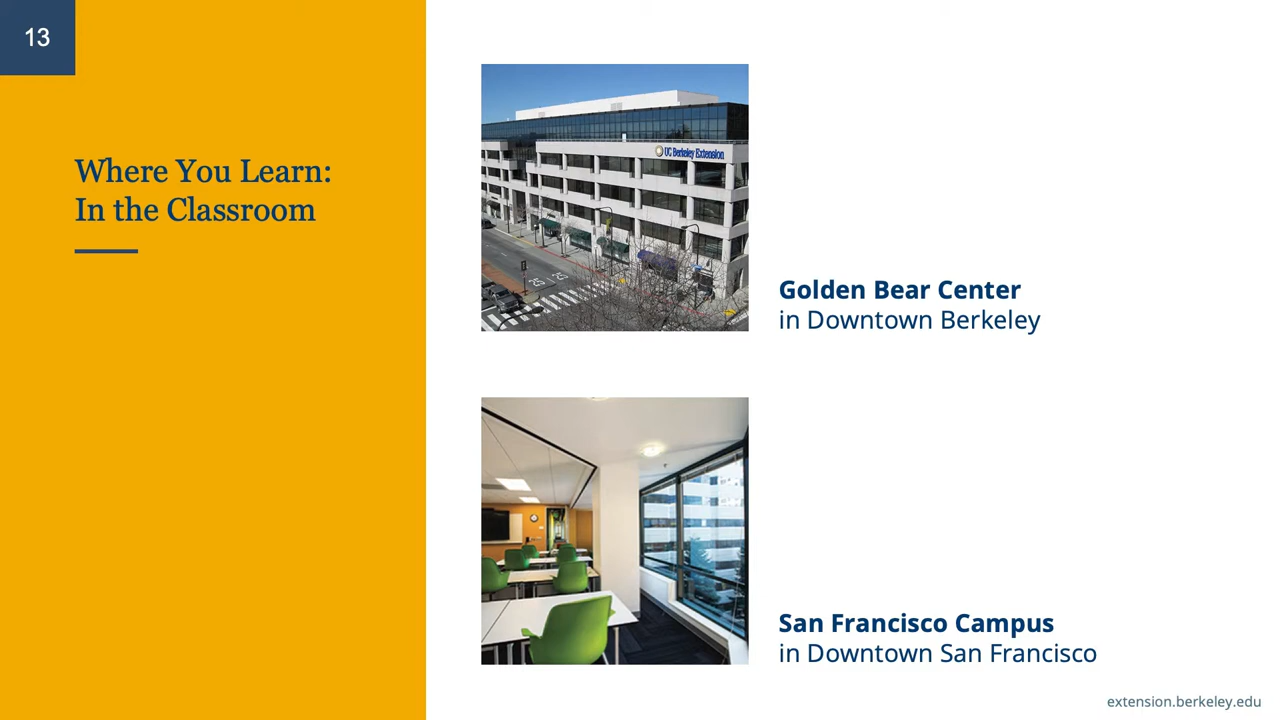 13
Where You Learn:
In the Classroom
UC Berkeley Extension
Golden Bear Center
in Downtown Berkeley
San Francisco Campus
in Downtown San Francisco
extension.berkeley.edu